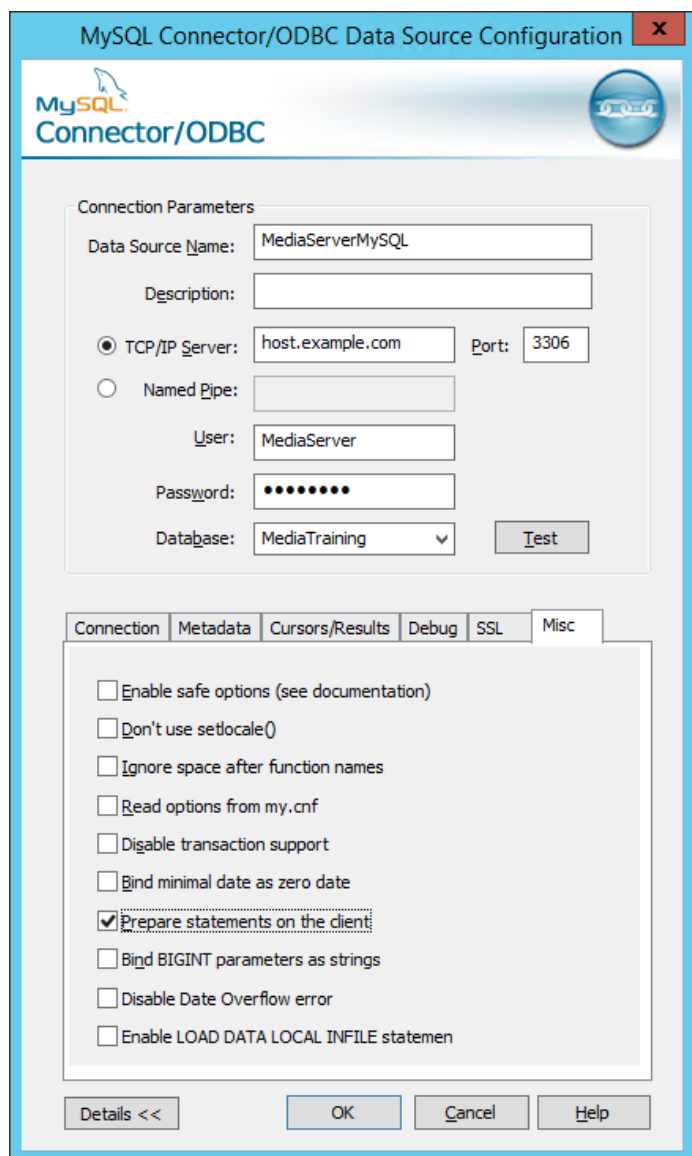 MySQL Connector/ODBC Data Source Configuration x
MySQL
Connector/ODBC
Connection Parameters
Data Source Name: MediaServerMySQL
Description:
TCP/IP Server: host.example.com Port: 3306
Named Pipe:
User: MediaServer
Password: ••••••••
Database: MediaTraining Test
Connection Metadata Cursors/Results Debug SSL Misc
Enable safe options (see documentation)
Don't use setlocale()
Ignore space after function names
Read options from my.cnf
Disable transaction support
Bind minimal date as zero date
Prepare statements on the client
Bind BIGINT parameters as strings
Disable Date Overflow error
Enable LOAD DATA LOCAL INFILE statemen
Details << OK Cancel Help